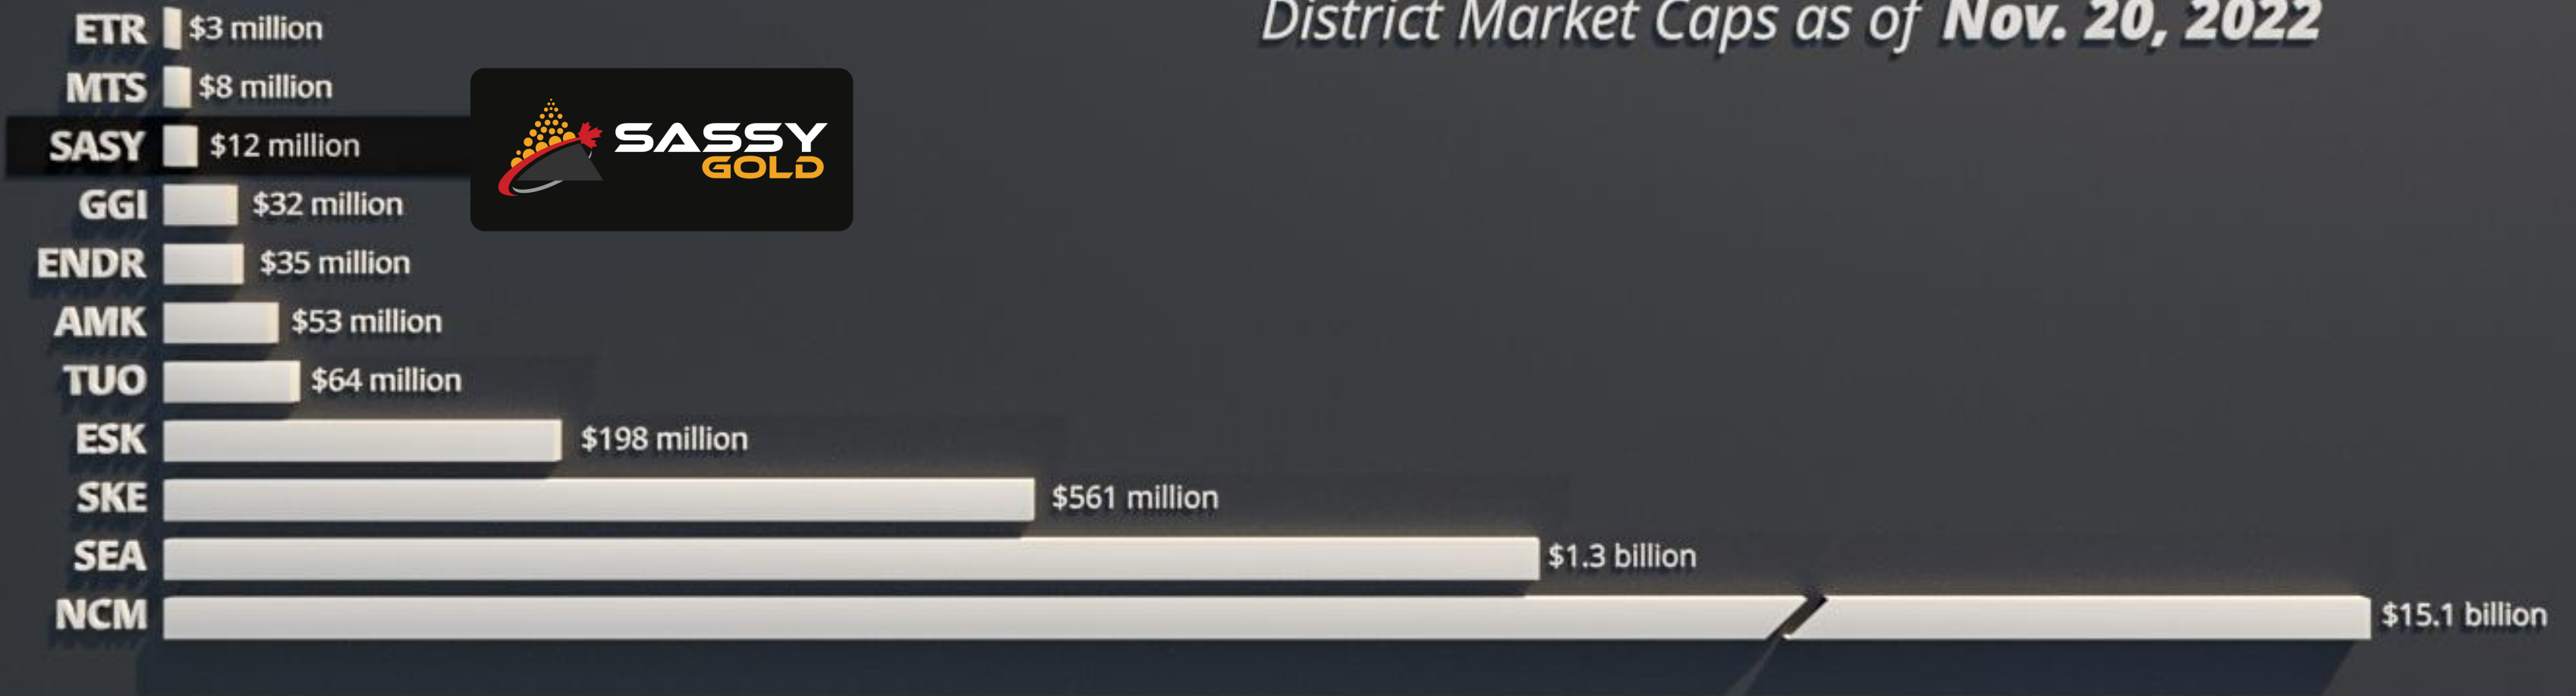 District Market Caps as of Nov. 20, 2022
ETR $3 million
MTS $8 million
SASY $12 million
SASSY
GOLD
GGI $32 million
ENDR $35 million
AMK $53 million
TUO $64 million
ESK $198 million
SKE $561 million
SEA $1.3 billion
NCM $15.1 billion